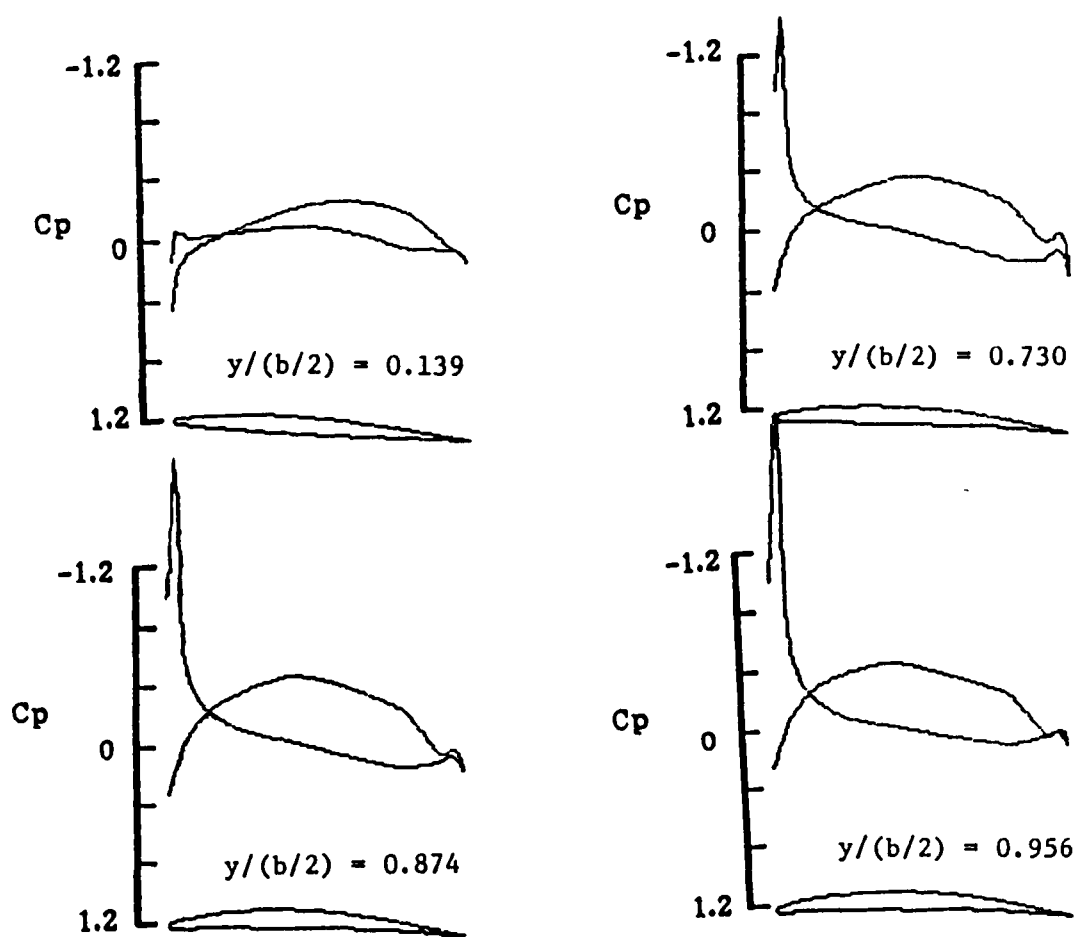 -1.2
Cp
0
y/(b/2) = 0.139
1.2
-1.2
Cp
0
y/(b/2) = 0.730
1.2
-1.2
Cp
0
y/(b/2) = 0.874
1.2
-1.2
Cp
0
y/(b/2) = 0.956
1.2